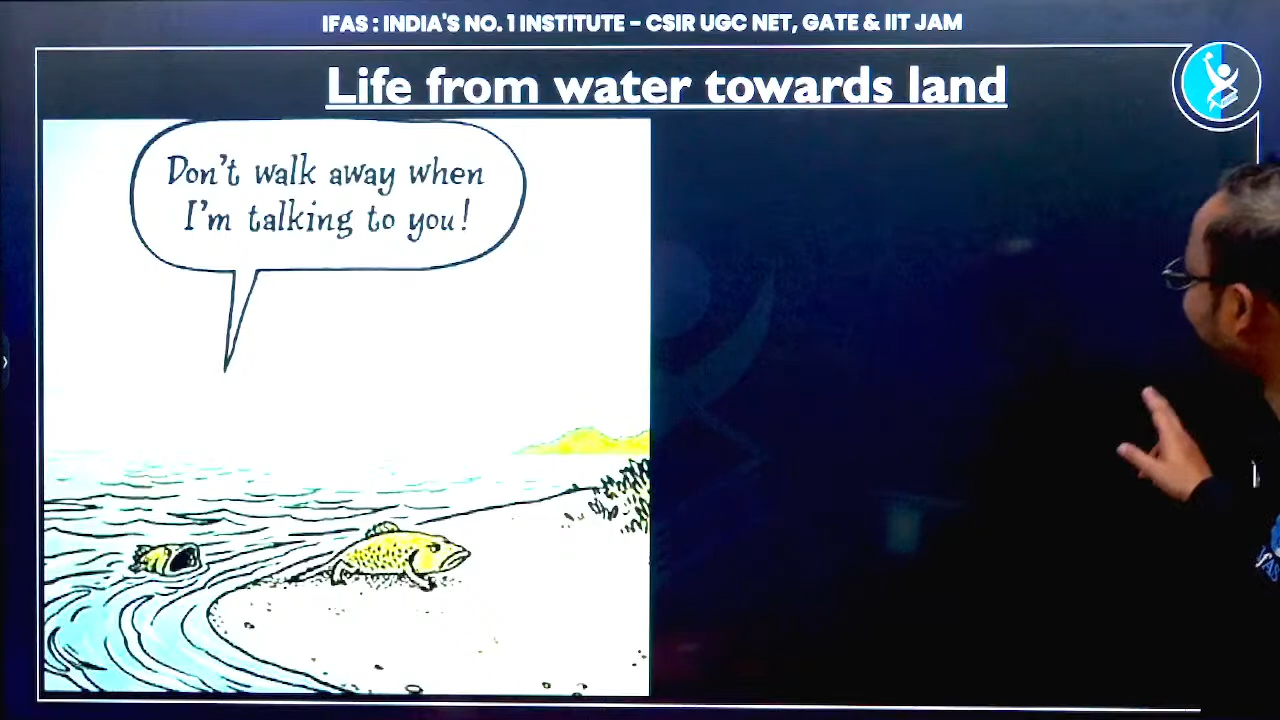 IFAS : INDIA'S NO. 1 INSTITUTE – CSIR UGC NET, GATE & IIT JAM
Life from water towards land
Don't walk away when
I'm talking to you!